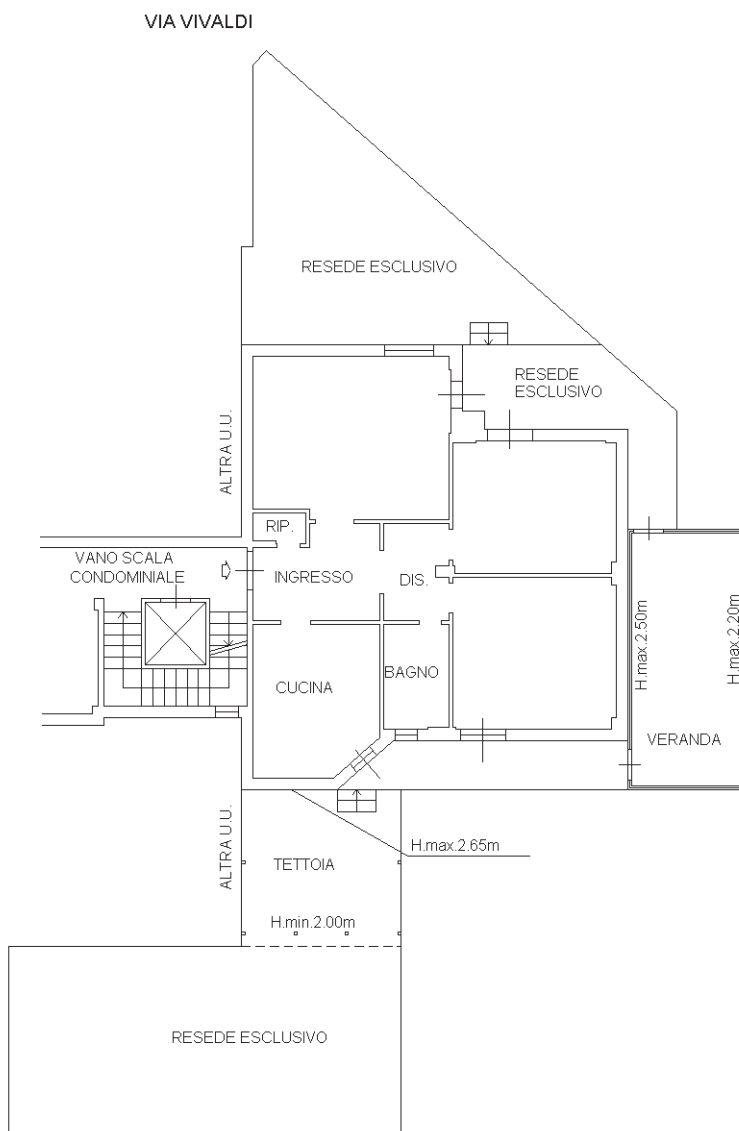 VIA VIVALDI
RESEDE ESCLUSIVO
RESEDE
ESCLUSIVO
ALTRA U.U.
RIP.
VANO SCALA
CONDOMINIALE
INGRESSO
DIS.
H.max.2.50m
H.max.2.20m
CUCINA
BAGNO
VERANDA
ALTRA U.U.
H.max.2.65m
TETTOIA
H.min.2.00m
RESEDE ESCLUSIVO